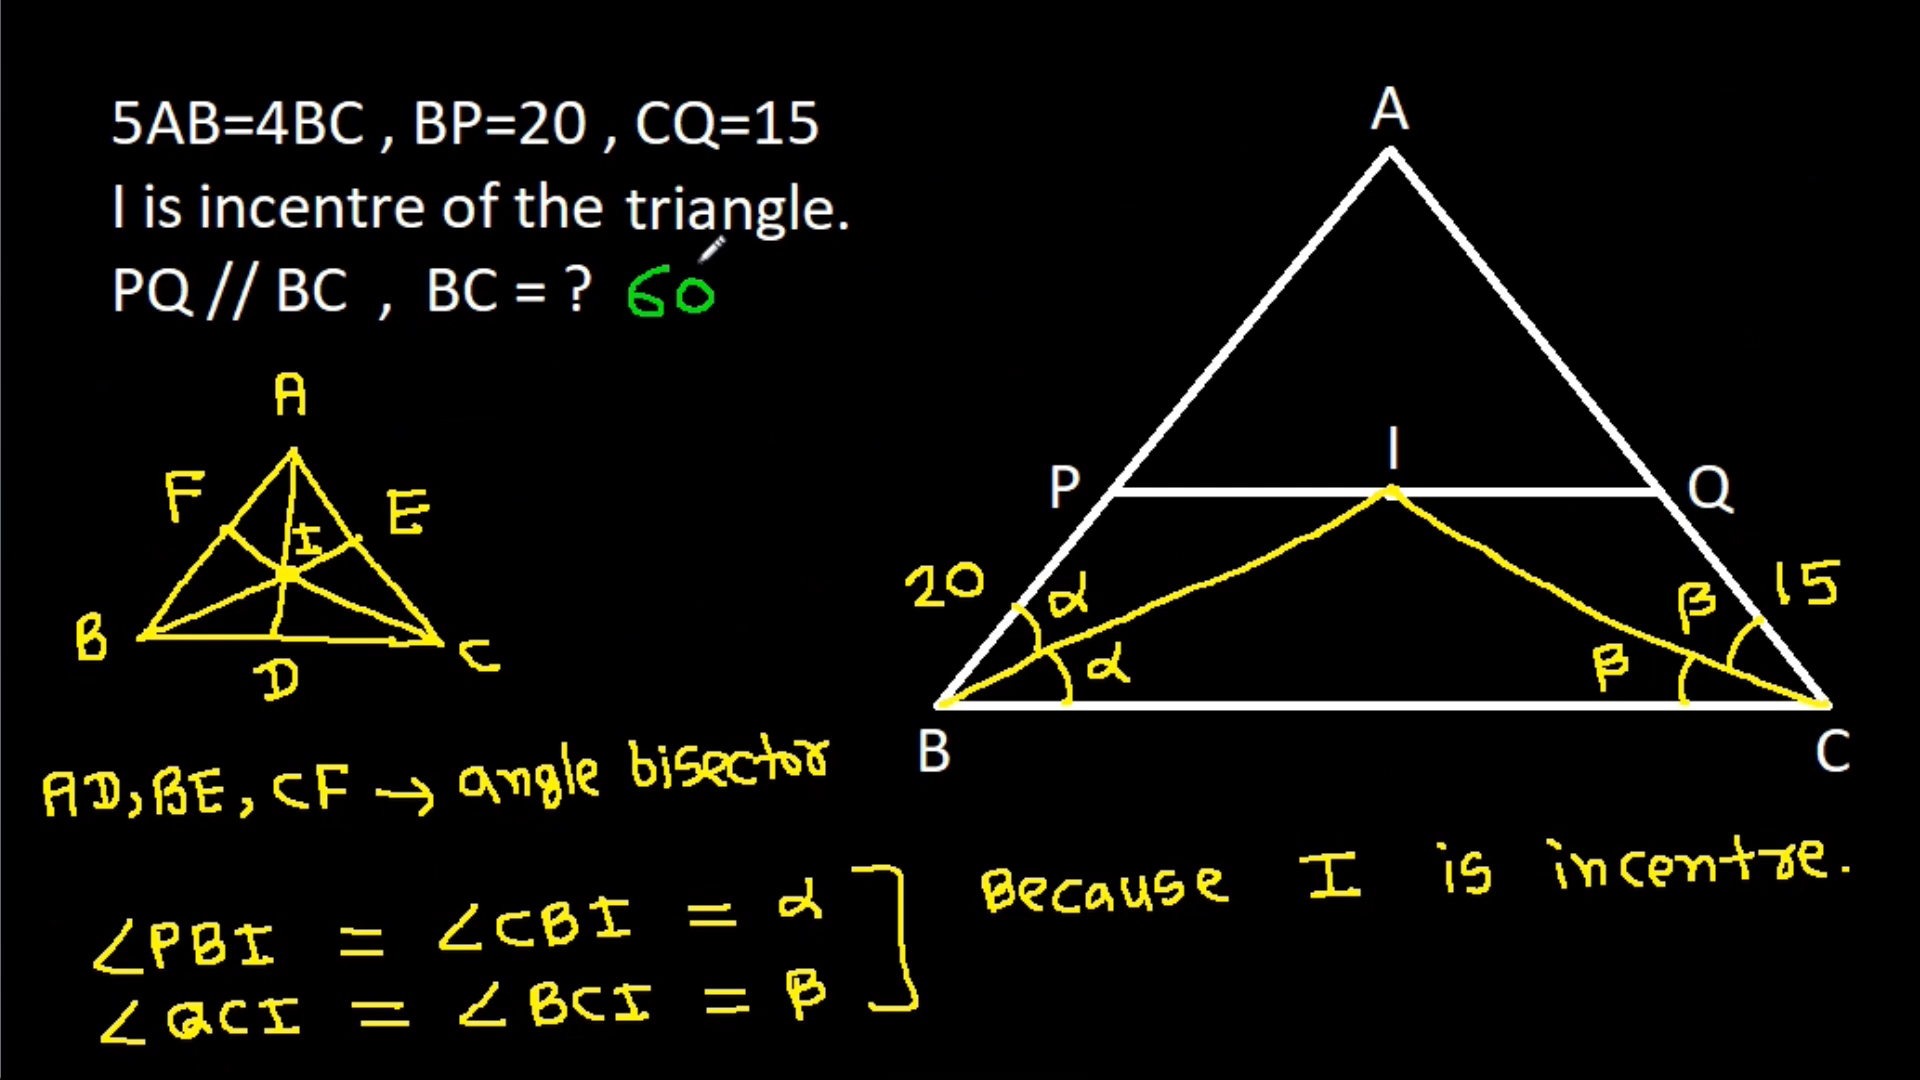 5AB=4BC , BP=20 , CQ=15
I is incentre of the triangle.
PQ // BC , BC = ? 60
A
F
E
I
B
D
C
A
P
I
Q
20
α
α
β
β
15
B
C
AD, BE, CF → angle bisector
∠PBI = ∠CBI = α
∠QCI = ∠BCI = β
Because I is incentre.